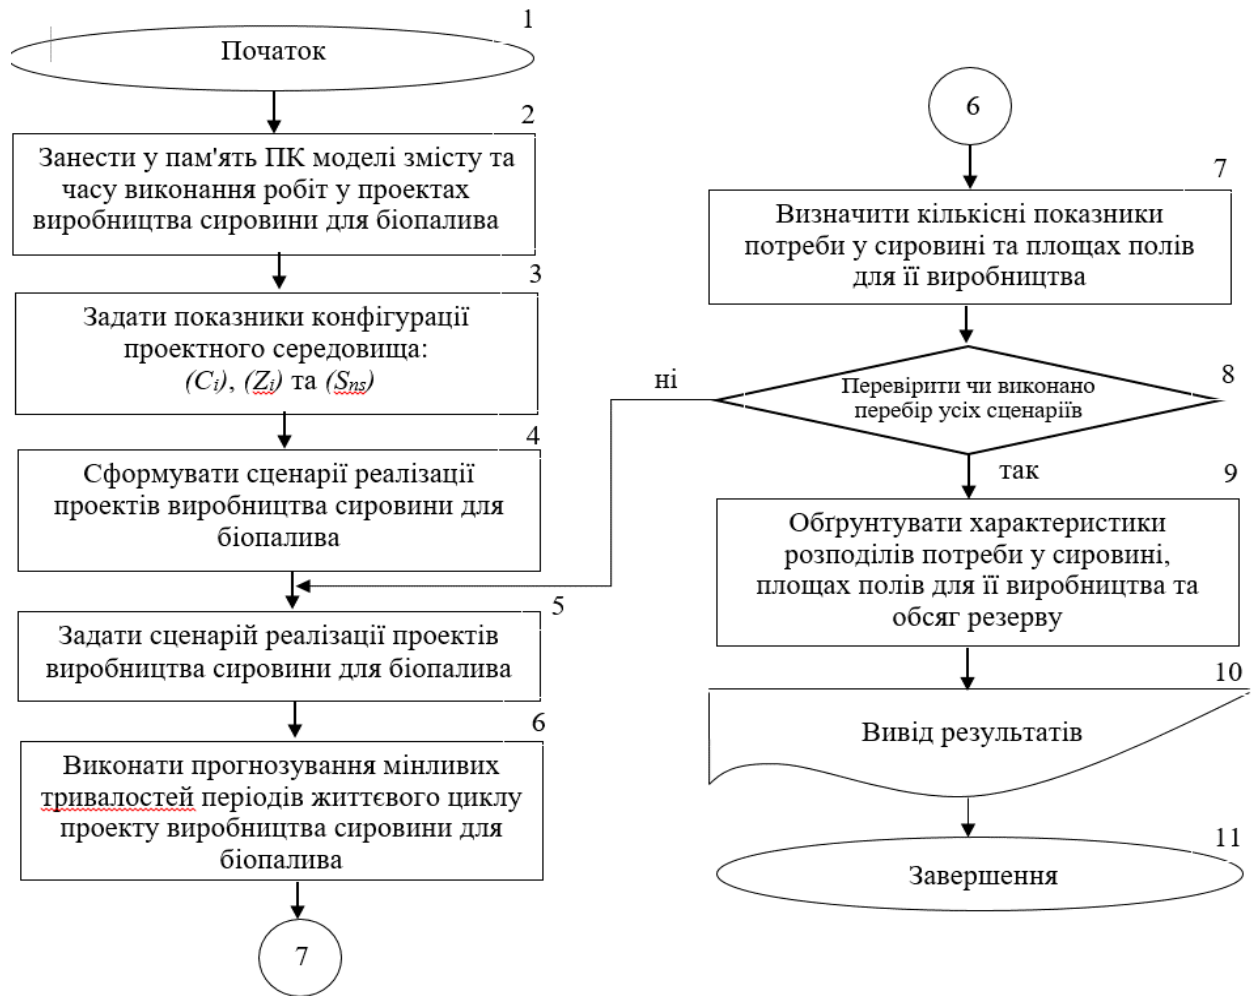 1
Початок
2
Занести у пам'ять ПК моделі змісту та
часу виконання робіт у проектах
виробництва сировини для біопалива
3
Задати показники конфігурації
проектного середовища:
(Ci), (Zi) та (Sns)
4
Сформувати сценарії реалізації
проектів виробництва сировини для
біопалива
5
Задати сценарій реалізації проектів
виробництва сировини для біопалива
6
Виконати прогнозування мінливих
тривалостей періодів життєвого циклу
проекту виробництва сировини для
біопалива
7
6
7
Визначити кількісні показники
потреби у сировині та площах полів
для її виробництва
ні
8
Перевірити чи виконано
перебір усіх сценаріїв
так
9
Обґрунтувати характеристики
розподілів потреби у сировині,
площах полів для її виробництва та
обсяг резерву
10
Вивід результатів
11
Завершення